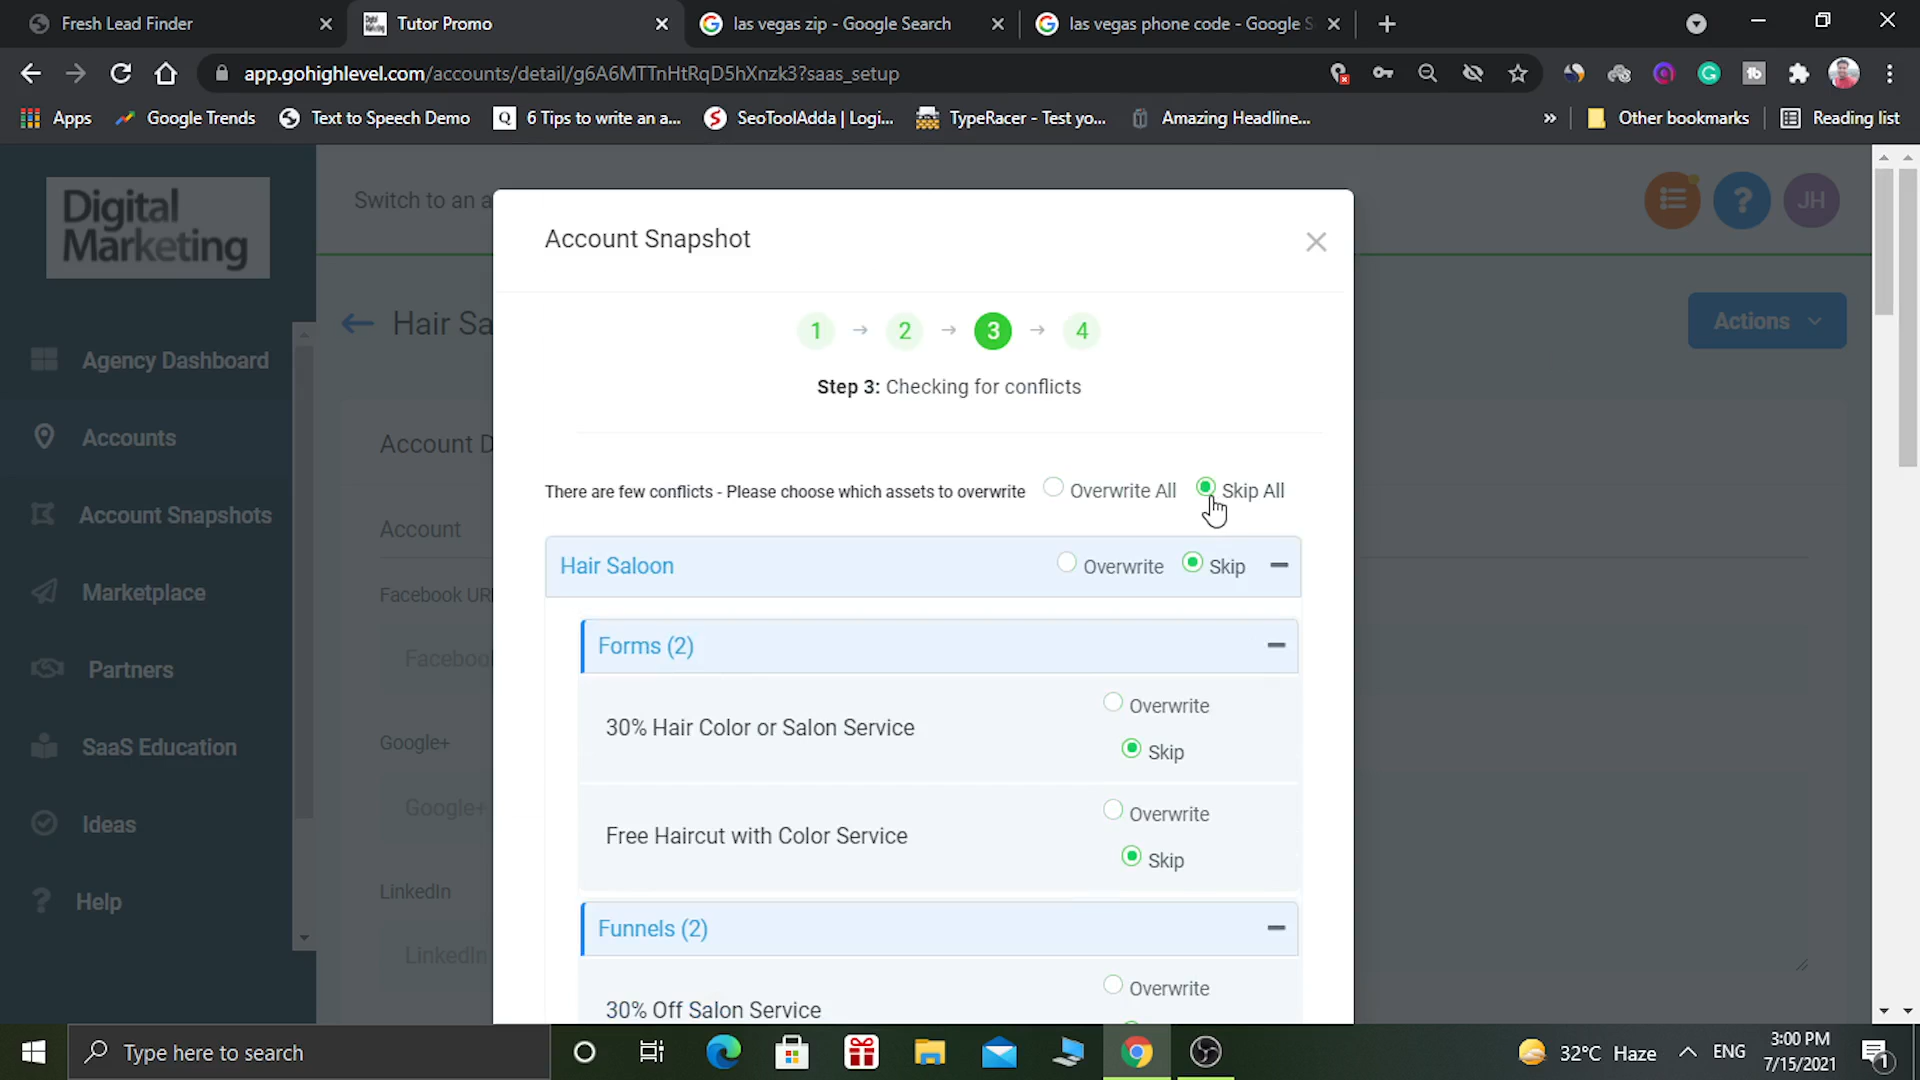 Fresh Lead Finder
Tutor Promo
las vegas zip - Google Search
las vegas phone code - Google S
app.gohighlevel.com/accounts/detail/g6A6MTTnHtRqD5hXnzk3?saas_setup
Apps
Google Trends
Text to Speech Demo
6 Tips to write an a...
SeoToolAdda | Logi...
TypeRacer - Test yo...
Amazing Headline...
Other bookmarks
Reading list
Digital
Marketing
Switch to an a
JH
Account Snapshot
Hair Sa
Actions
1 → 2 → 3 → 4
Step 3: Checking for conflicts
Agency Dashboard
Accounts
Account Snapshots
Marketplace
Partners
SaaS Education
Ideas
Help
Account D
Account
Facebook UR
Facebool
Google+
Google+
LinkedIn
LinkedIn
There are few conflicts - Please choose which assets to overwrite
Overwrite All
Skip All
Hair Saloon
Overwrite
Skip
Forms (2)
30% Hair Color or Salon Service
Overwrite
Skip
Free Haircut with Color Service
Overwrite
Skip
Funnels (2)
30% Off Salon Service
Overwrite
Type here to search
32°C Haze
ENG
3:00 PM
7/15/2021
1